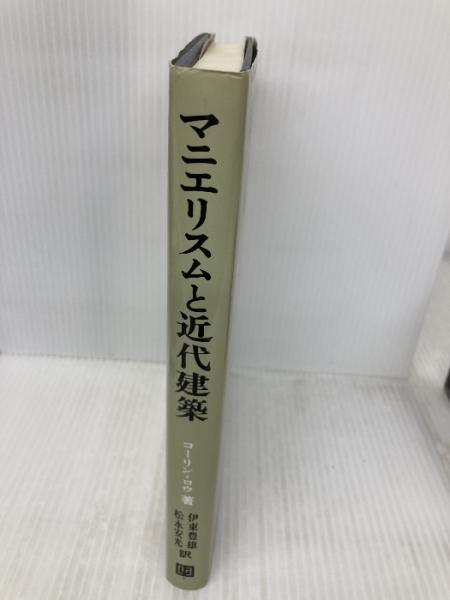 マニエリスムと近代建築
コーリン・ロウ 著
伊東豊雄
松永安光 訳